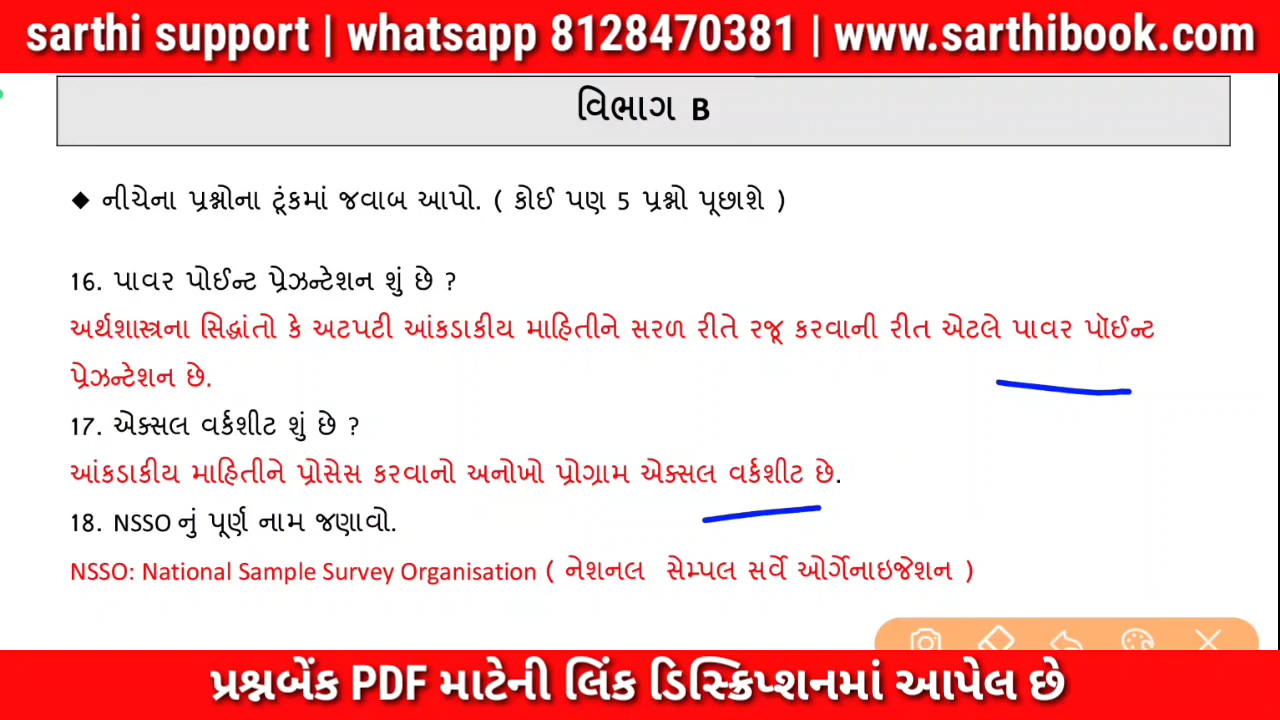 sarthi support | whatsapp 8128470381 | www.sarthibook.com
વિભાગ B
◆ નીચેના પ્રશ્નોના ટૂંકમાં જવાબ આપો. ( કોઈ પણ 5 પ્રશ્નો પૂછાશે )
16. પાવર પોઈન્ટ પ્રેઝન્ટેશન શું છે ?
અર્થશાસ્ત્રના સિદ્ધાંતો કે અટપટી આંકડાકીય માહિતીને સરળ રીતે રજૂ કરવાની રીત એટલે પાવર પૉઈન્ટ
પ્રેઝન્ટેશન છે.
17. એક્સલ વર્કશીટ શું છે ?
આંકડાકીય માહિતીને પ્રોસેસ કરવાનો અનોખો પ્રોગ્રામ એક્સલ વર્કશીટ છે.
18. NSSO નું પૂર્ણ નામ જણાવો.
NSSO: National Sample Survey Organisation ( નેશનલ સેમ્પલ સર્વે ઓર્ગેનાઇજેશન )
પ્રશ્નબેંક PDF માટેની લિંક ડિસ્ક્રિપ્શનમાં આપેલ છે